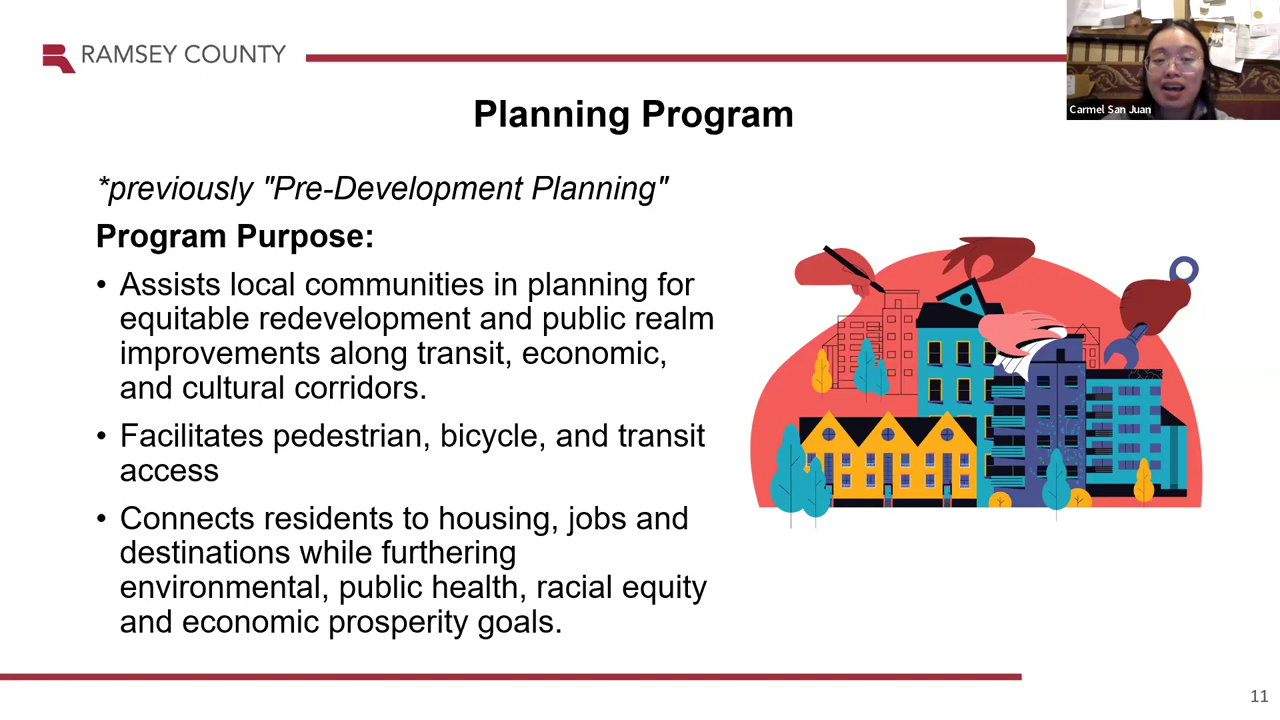 RAMSEY COUNTY
Carmel San Juan
Planning Program
*previously "Pre-Development Planning"
Program Purpose:
• Assists local communities in planning for
equitable redevelopment and public realm
improvements along transit, economic,
and cultural corridors.
• Facilitates pedestrian, bicycle, and transit
access
• Connects residents to housing, jobs and
destinations while furthering
environmental, public health, racial equity
and economic prosperity goals.
11